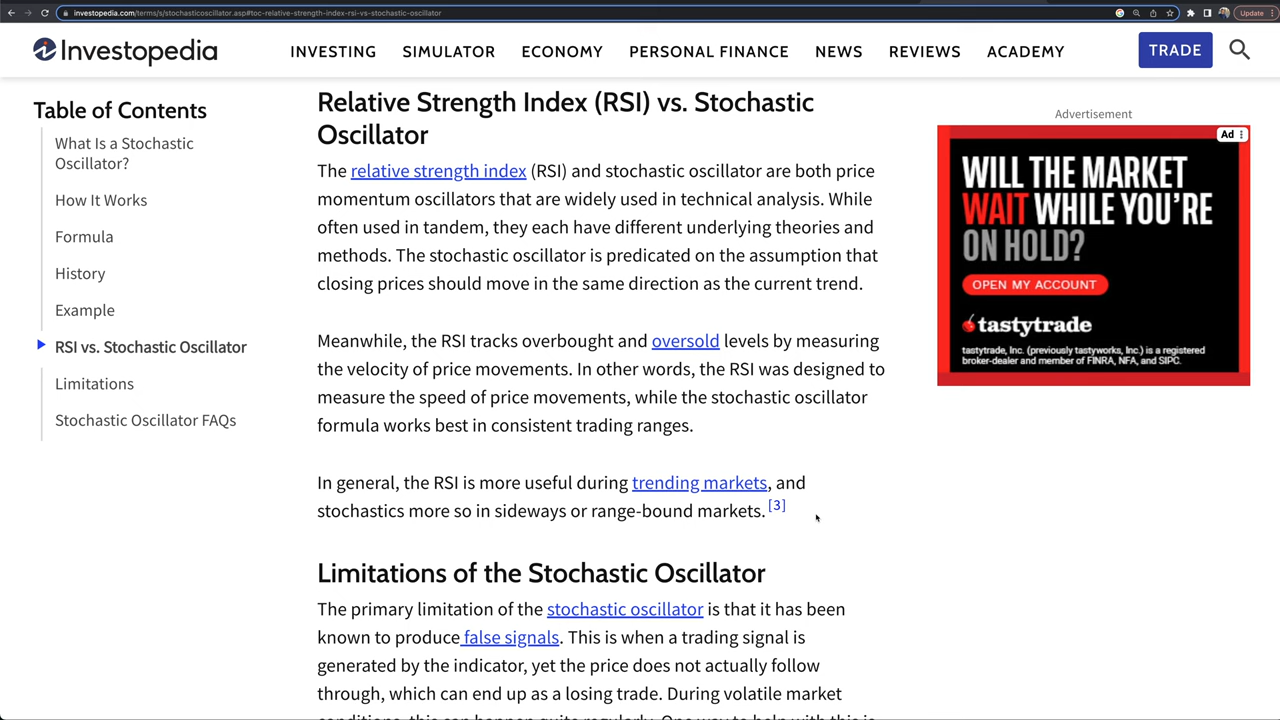 investopedia.com/terms/s/stochasticoscillator.asp#toc-relative-strength-index-rsi-vs-stochastic-oscillator
Update
Investopedia
INVESTING
SIMULATOR
ECONOMY
PERSONAL FINANCE
NEWS
REVIEWS
ACADEMY
TRADE
Table of Contents
What Is a Stochastic
Oscillator?
How It Works
Formula
History
Example
RSI vs. Stochastic Oscillator
Limitations
Stochastic Oscillator FAQs
Relative Strength Index (RSI) vs. Stochastic
Oscillator
The relative strength index (RSI) and stochastic oscillator are both price
momentum oscillators that are widely used in technical analysis. While
often used in tandem, they each have different underlying theories and
methods. The stochastic oscillator is predicated on the assumption that
closing prices should move in the same direction as the current trend.
Meanwhile, the RSI tracks overbought and oversold levels by measuring
the velocity of price movements. In other words, the RSI was designed to
measure the speed of price movements, while the stochastic oscillator
formula works best in consistent trading ranges.
In general, the RSI is more useful during trending markets, and
stochastics more so in sideways or range-bound markets. [3]
Limitations of the Stochastic Oscillator
The primary limitation of the stochastic oscillator is that it has been
known to produce false signals. This is when a trading signal is
generated by the indicator, yet the price does not actually follow
through, which can end up as a losing trade. During volatile market
conditions, this can happen quite regularly. One way to help with this is
Advertisement
Ad
WILL THE MARKET
WAIT WHILE YOU'RE
ON HOLD?
OPEN MY ACCOUNT
tastytrade
tastytrade, Inc. (previously tastyworks, Inc.) is a registered
broker-dealer and member of FINRA, NFA, and SIPC.